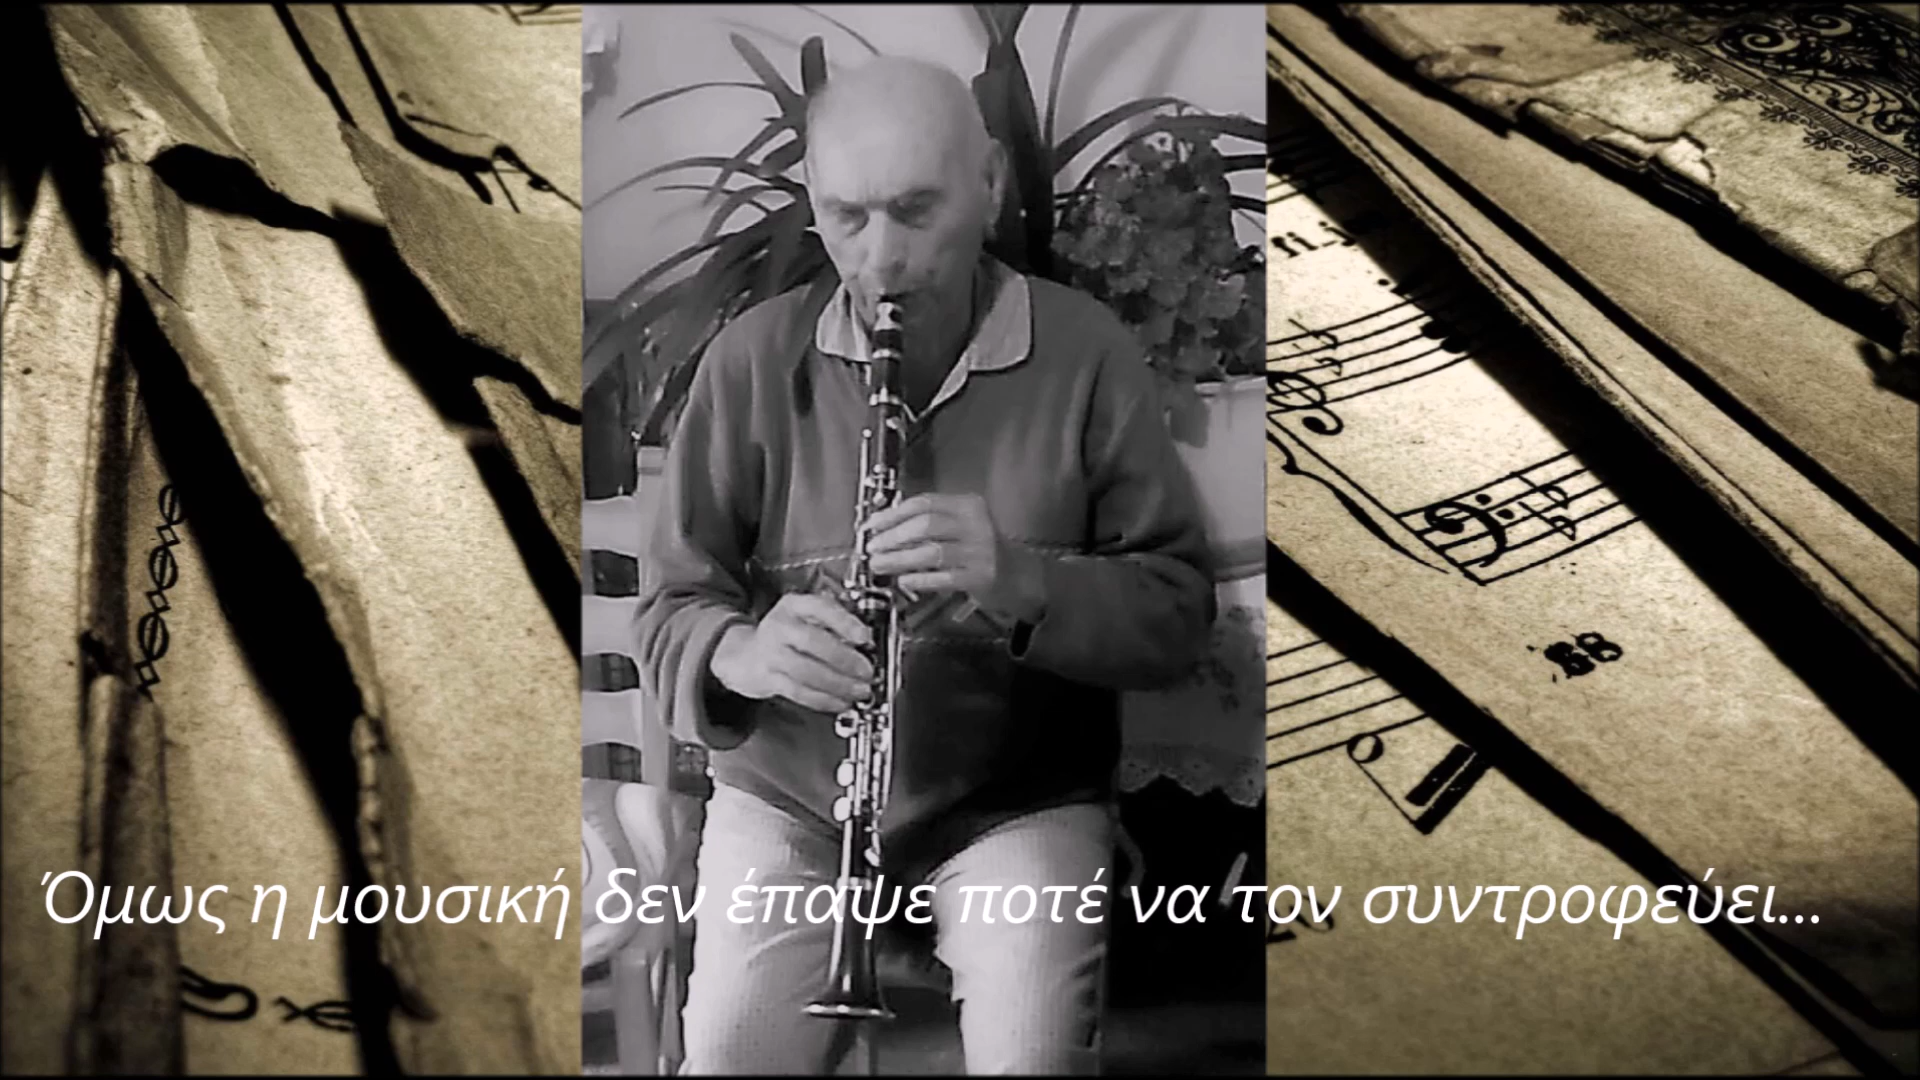 Όμως η μουσική δεν έπαψε ποτέ να τον συντροφεύει...